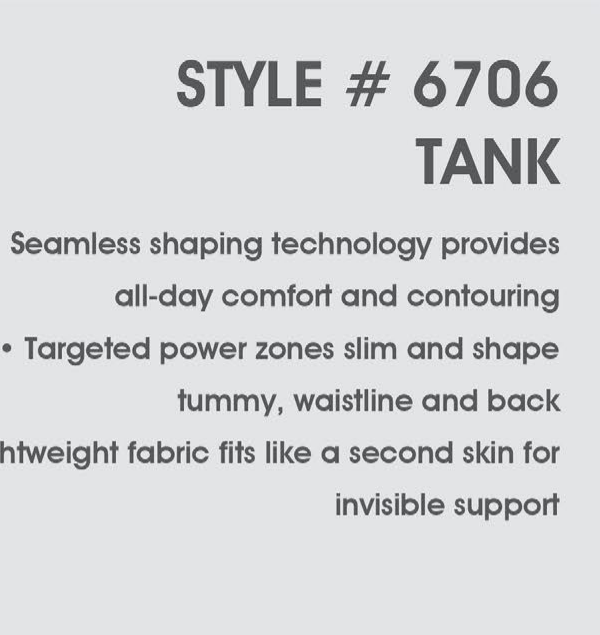 STYLE # 6706
TANK
Seamless shaping technology provides
all-day comfort and contouring
• Targeted power zones slim and shape
tummy, waistline and back
fabric fits like a second skin for
invisible support